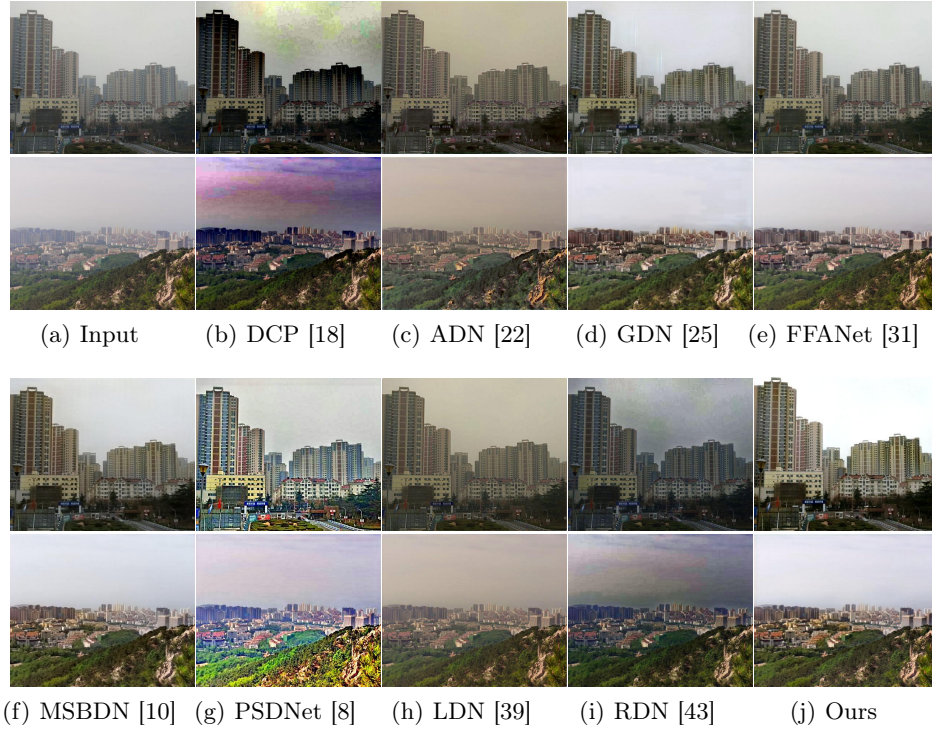 (a) Input (b) DCP [18] (c) ADN [22] (d) GDN [25] (e) FFANet [31]
(f) MSBDN [10] (g) PSDNet [8] (h) LDN [39] (i) RDN [43] (j) Ours